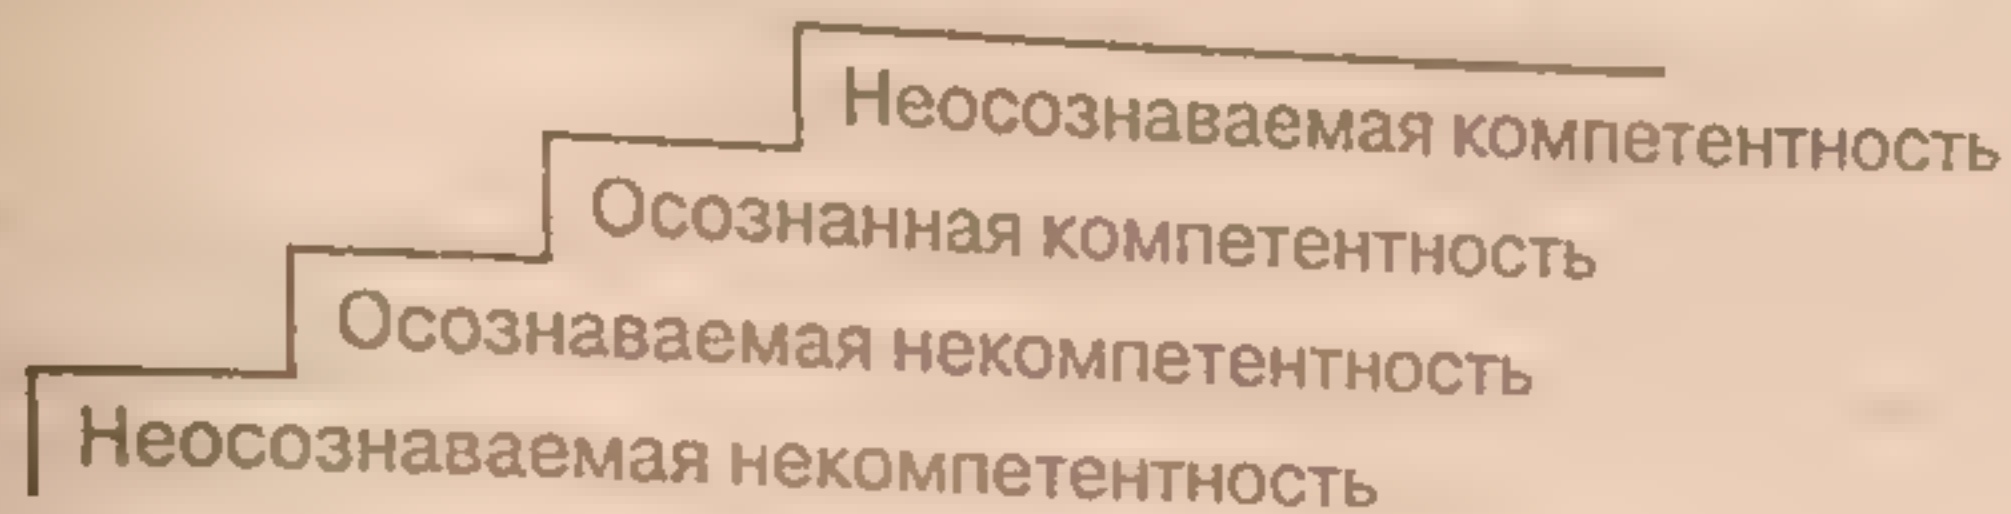 Неосознаваемая компетентность
Осознанная компетентность
Осознаваемая некомпетентность
Неосознаваемая некомпетентность